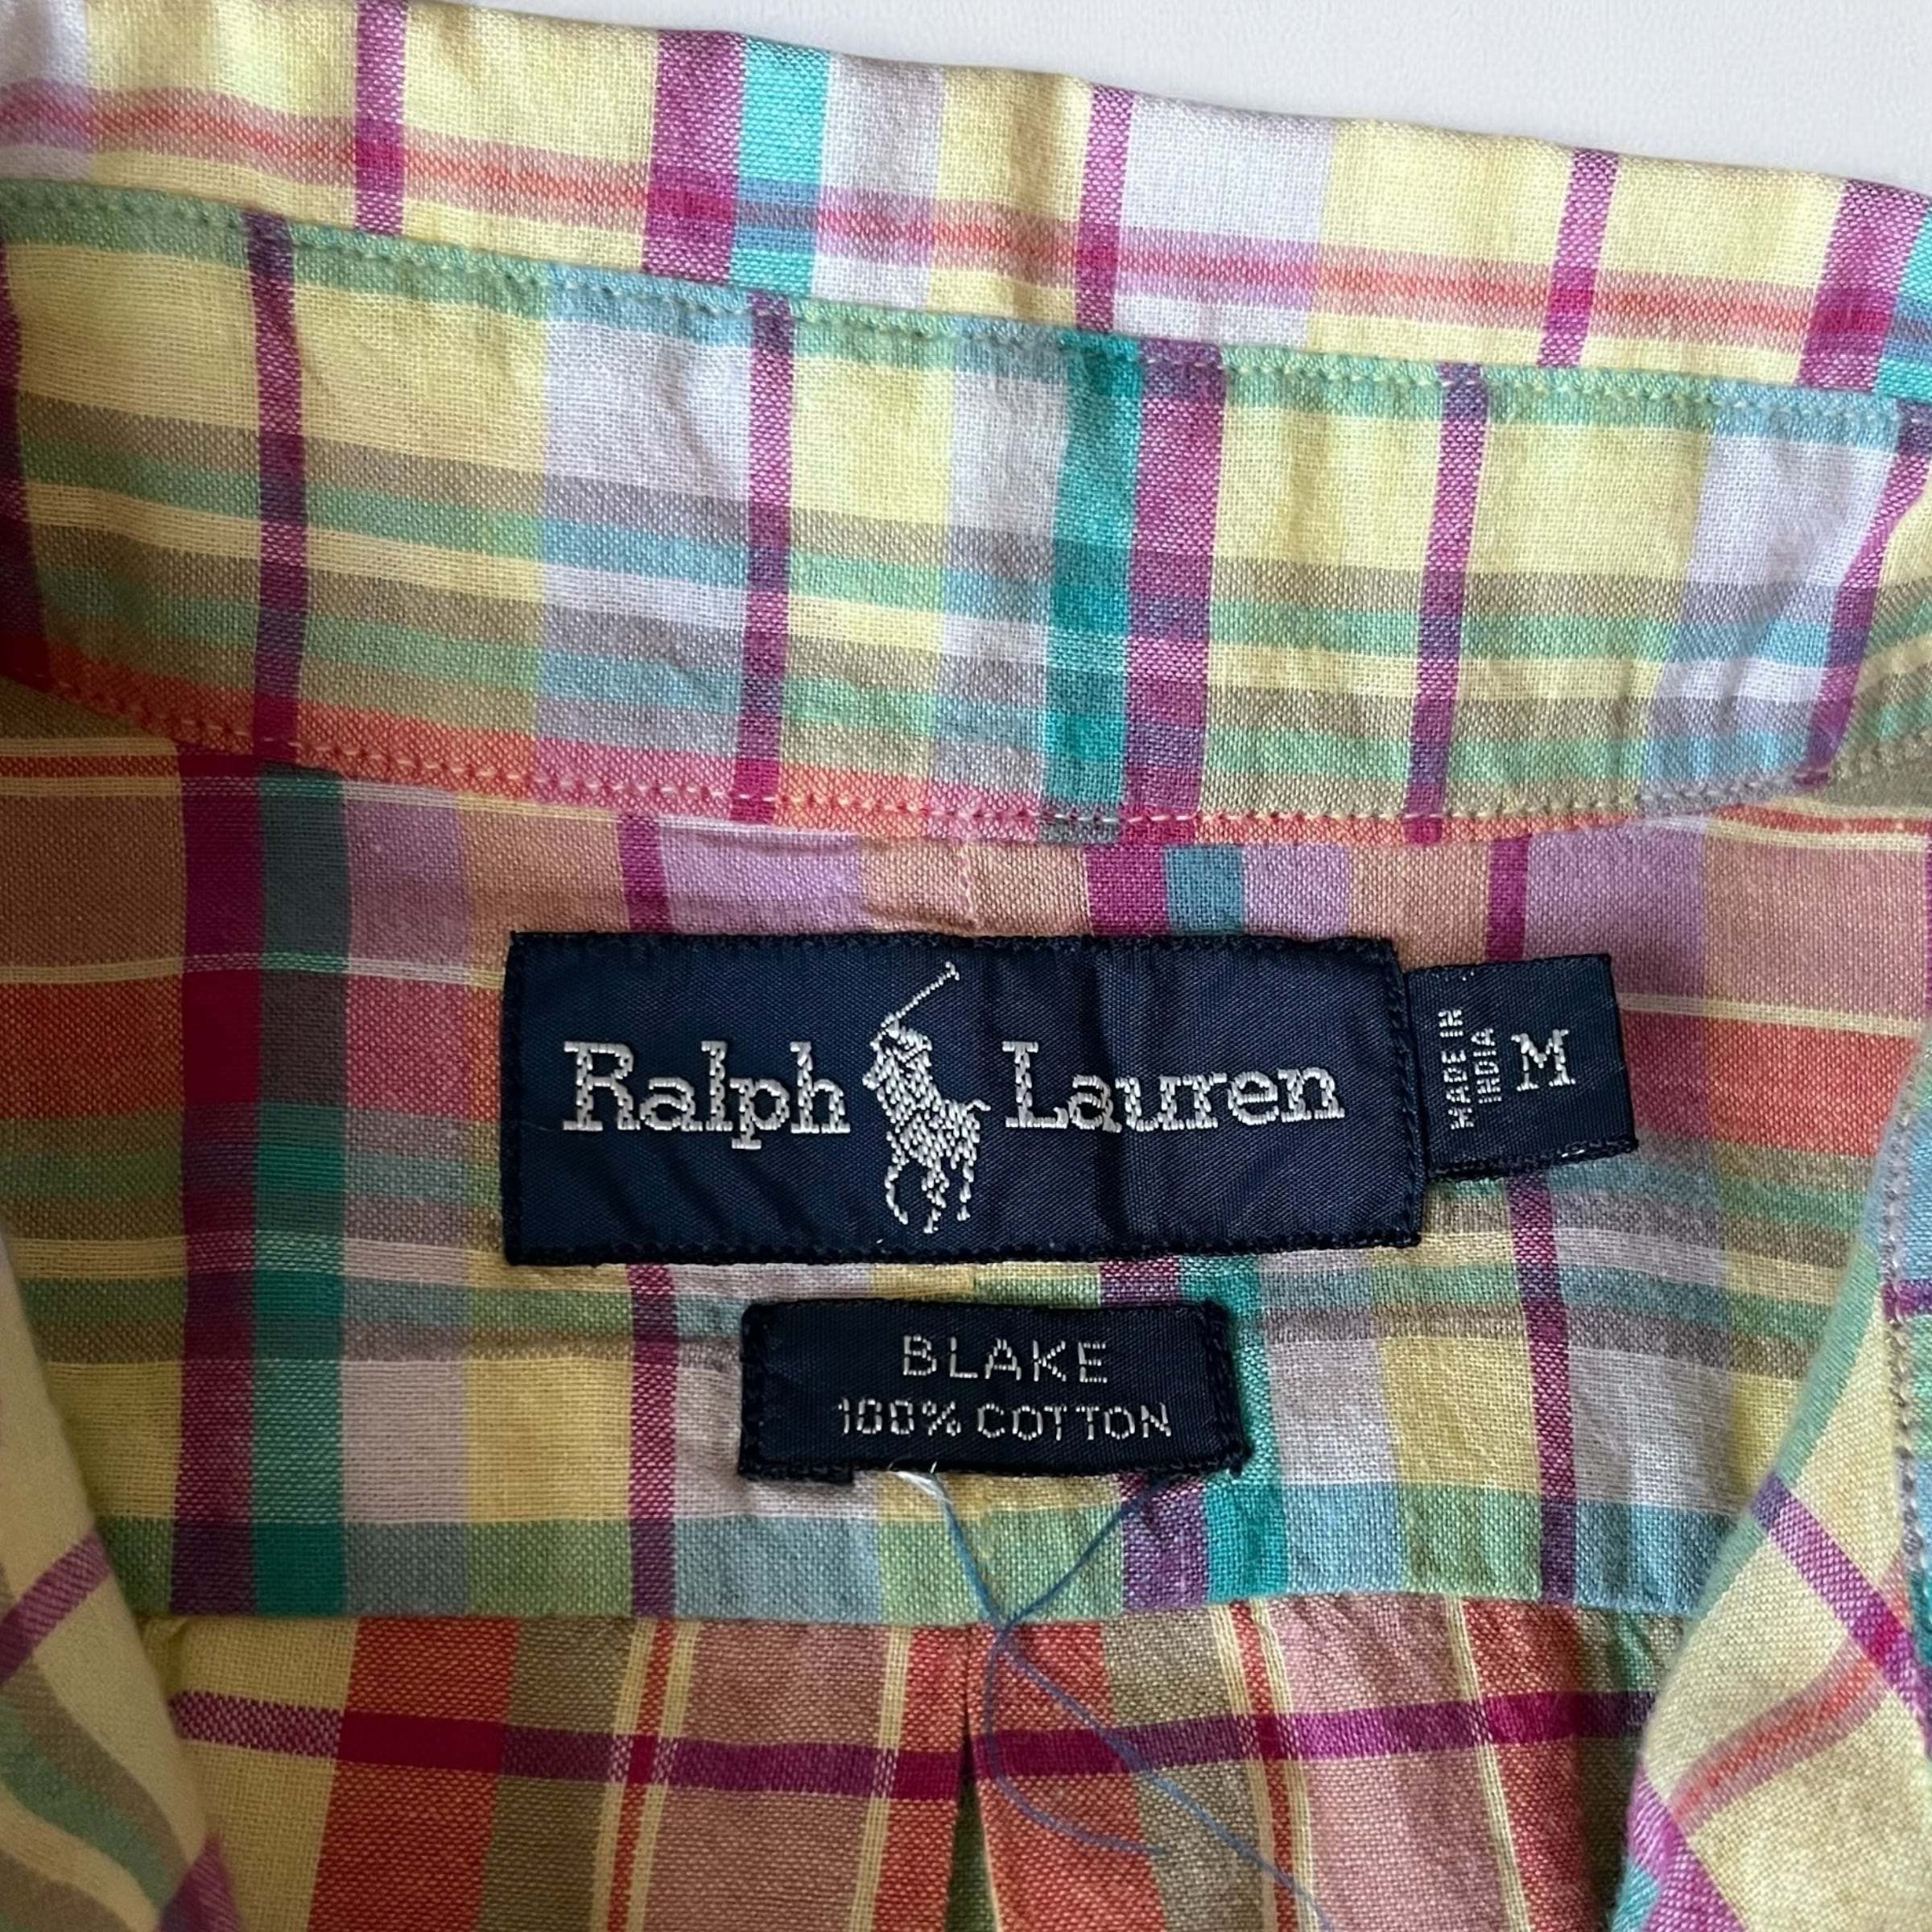 Ralph Lauren
MADE IN
INDIA
M
BLAKE
100% COTTON